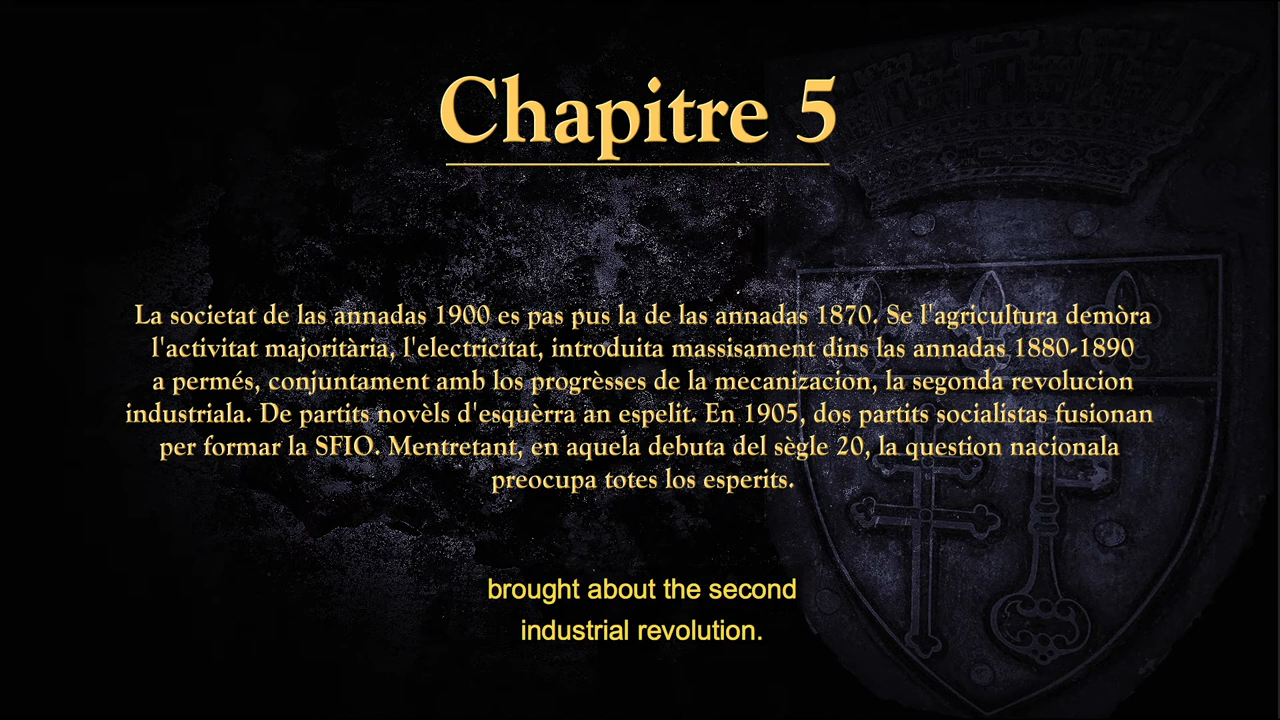 Chapitre 5
La societat de las annadas 1900 es pas pus la de las annadas 1870. Se l'agricultura demòra
l'activitat majoritària, l'electricitat, introduita massisament dins las annadas 1880-1890
a permés, conjuntament amb los progrèsses de la mecanizacion, la segonda revolucion
industriala. De partits novèls d'esquèrra an espelit. En 1905, dos partits socialistas fusionan
per formar la SFIO. Mentretant, en aquela debuta del sègle 20, la question nacionala
preocupa totes los esperits.
brought about the second
industrial revolution.